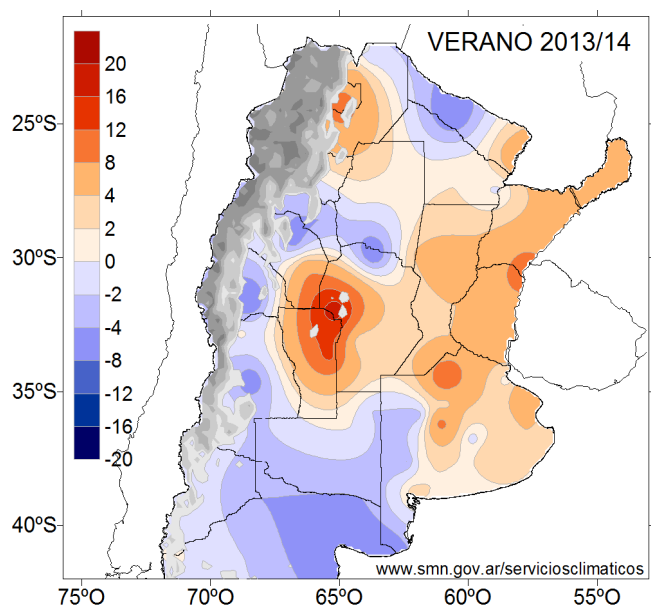 VERANO 2013/14
20
16
12
8
4
2
0
-2
-4
-8
-12
-16
-20
25ºS
30ºS
35ºS
40ºS
www.smn.gov.ar/serviciosclimaticos
75ºO 70ºO 65ºO 60ºO 55ºO